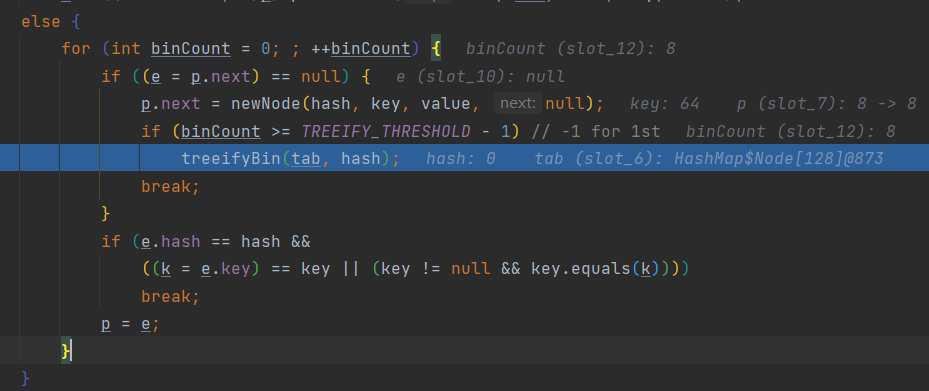 else {
for (int binCount = 0; ; ++binCount) { binCount (slot_12): 8
if ((e = p.next) == null) { e (slot_10): null
p.next = newNode(hash, key, value, next: null); key: 64 p (slot_7): 8 -> 8
if (binCount >= TREEIFY_THRESHOLD - 1) // -1 for 1st binCount (slot_12): 8
treeifyBin(tab, hash); hash: 0 tab (slot_6): HashMap$Node[128]@873
break;
}
if (e.hash == hash &&
((k = e.key) == key || (key != null && key.equals(k))))
break;
p = e;
}
}